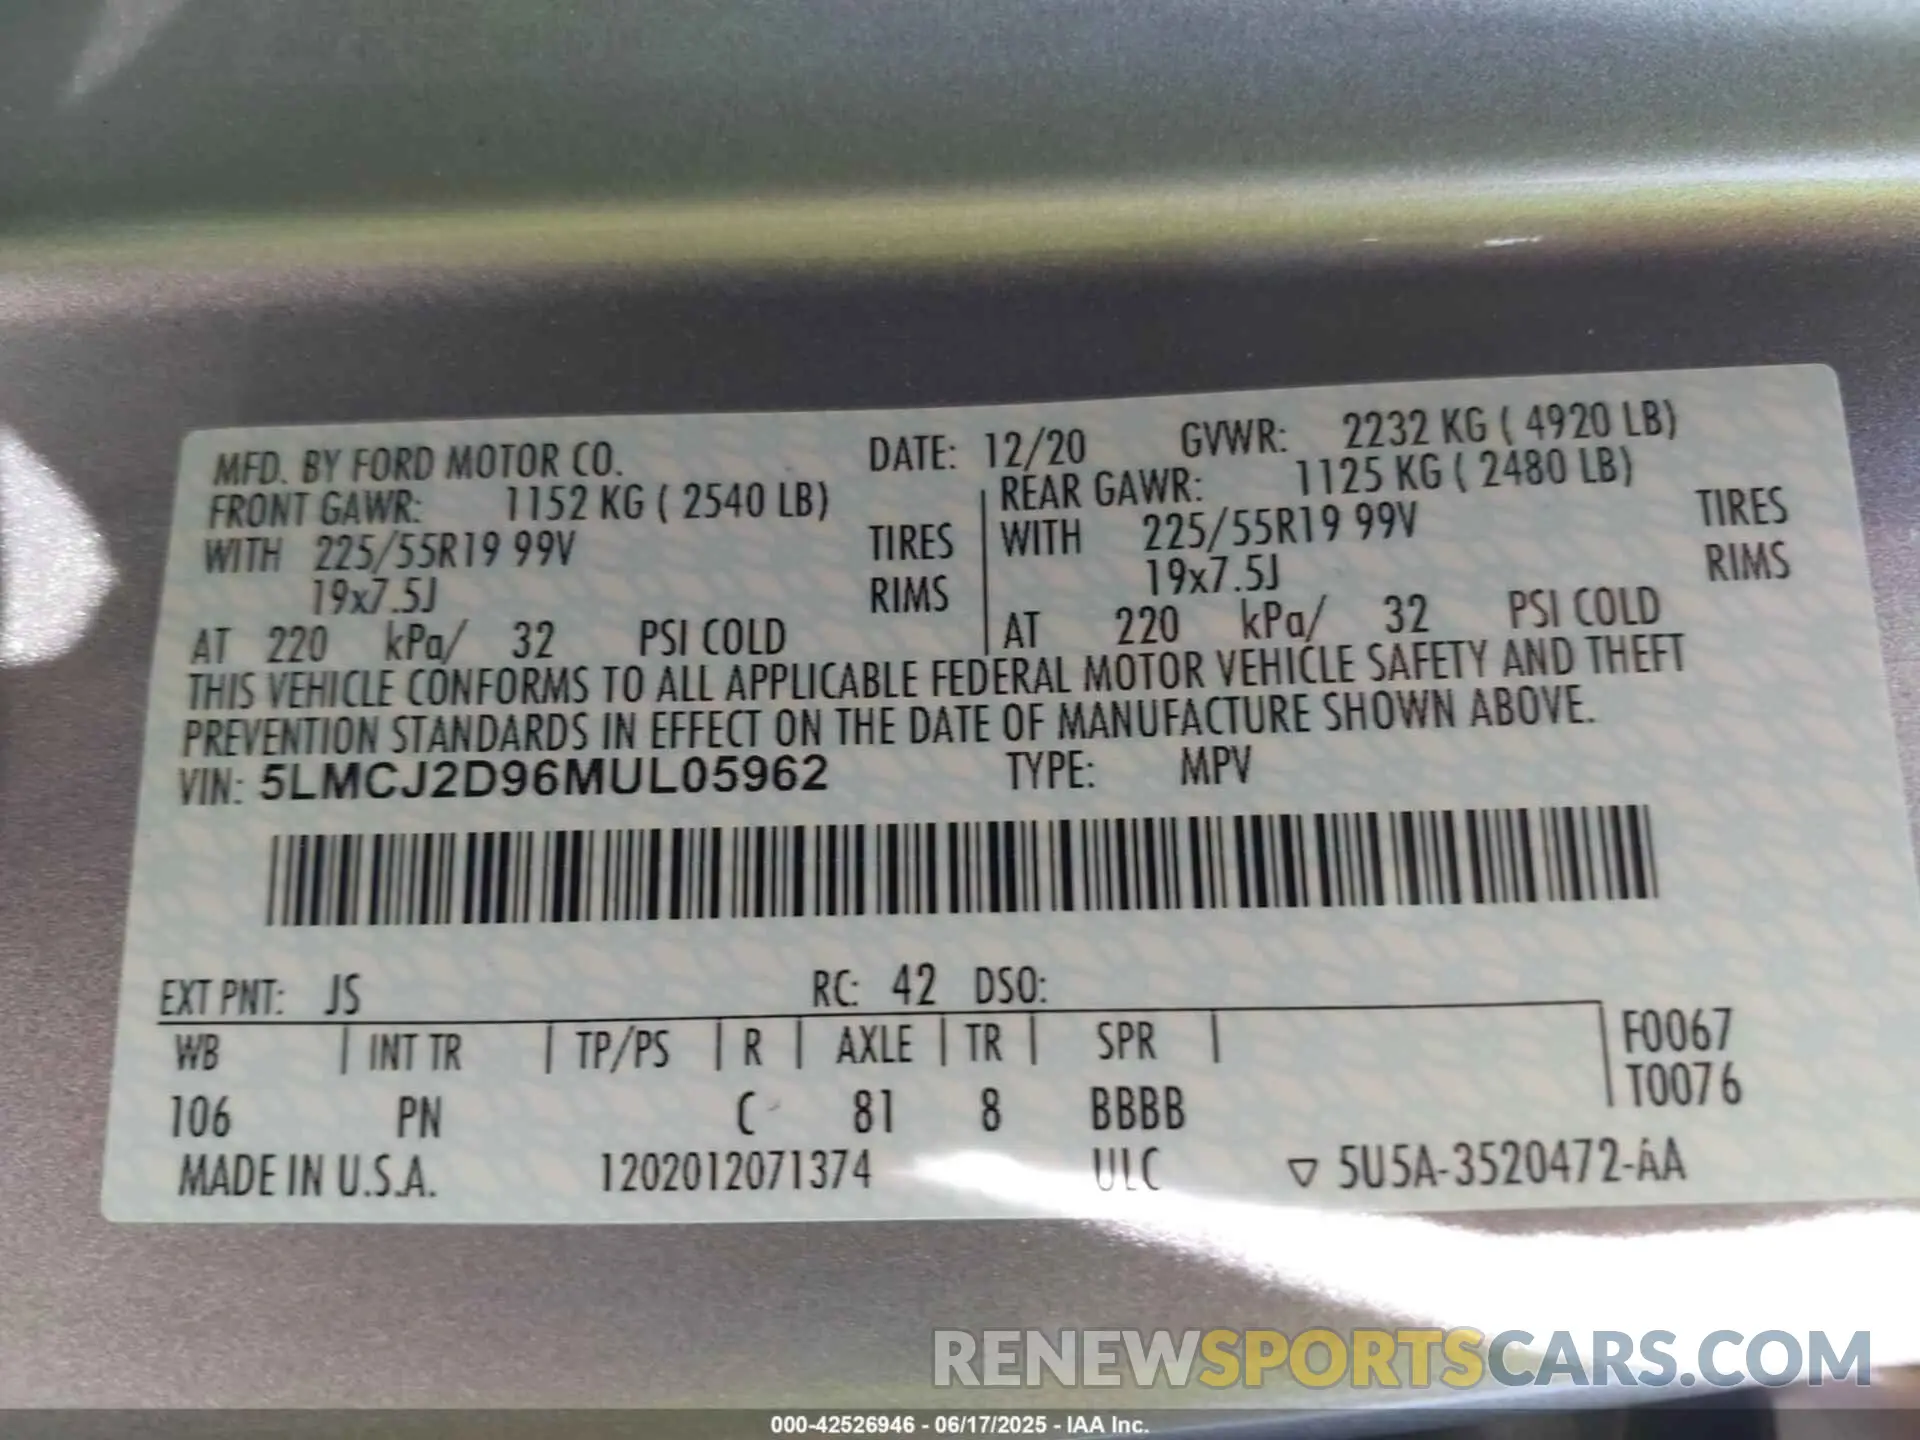 MFD. BY FORD MOTOR CO. DATE: 12/20 GVWR: 2232 KG ( 4920 LB)
FRONT GAWR: 1152 KG ( 2540 LB) REAR GAWR: 1125 KG ( 2480 LB)
WITH 225/55R19 99V TIRES WITH 225/55R19 99V TIRES
19x7.5J RIMS 19x7.5J RIMS
AT 220 kPa/ 32 PSI COLD AT 220 kPa/ 32 PSI COLD
THIS VEHICLE CONFORMS TO ALL APPLICABLE FEDERAL MOTOR VEHICLE SAFETY AND THEFT
PREVENTION STANDARDS IN EFFECT ON THE DATE OF MANUFACTURE SHOWN ABOVE.
VIN: 5LMCJ2D96MUL05962 TYPE: MPV
EXT PNT: JS RC: 42 DSO:
WB INT TR TP/PS R AXLE TR SPR F0067
T0076
106 PN C 81 8 BBBB
MADE IN U.S.A. 1202012071374 ULC ▽ 5U5A-3520472-AA
RENEWSPORTSCARS.COM
000-42526946 - 06/17/2025 - IAA Inc.